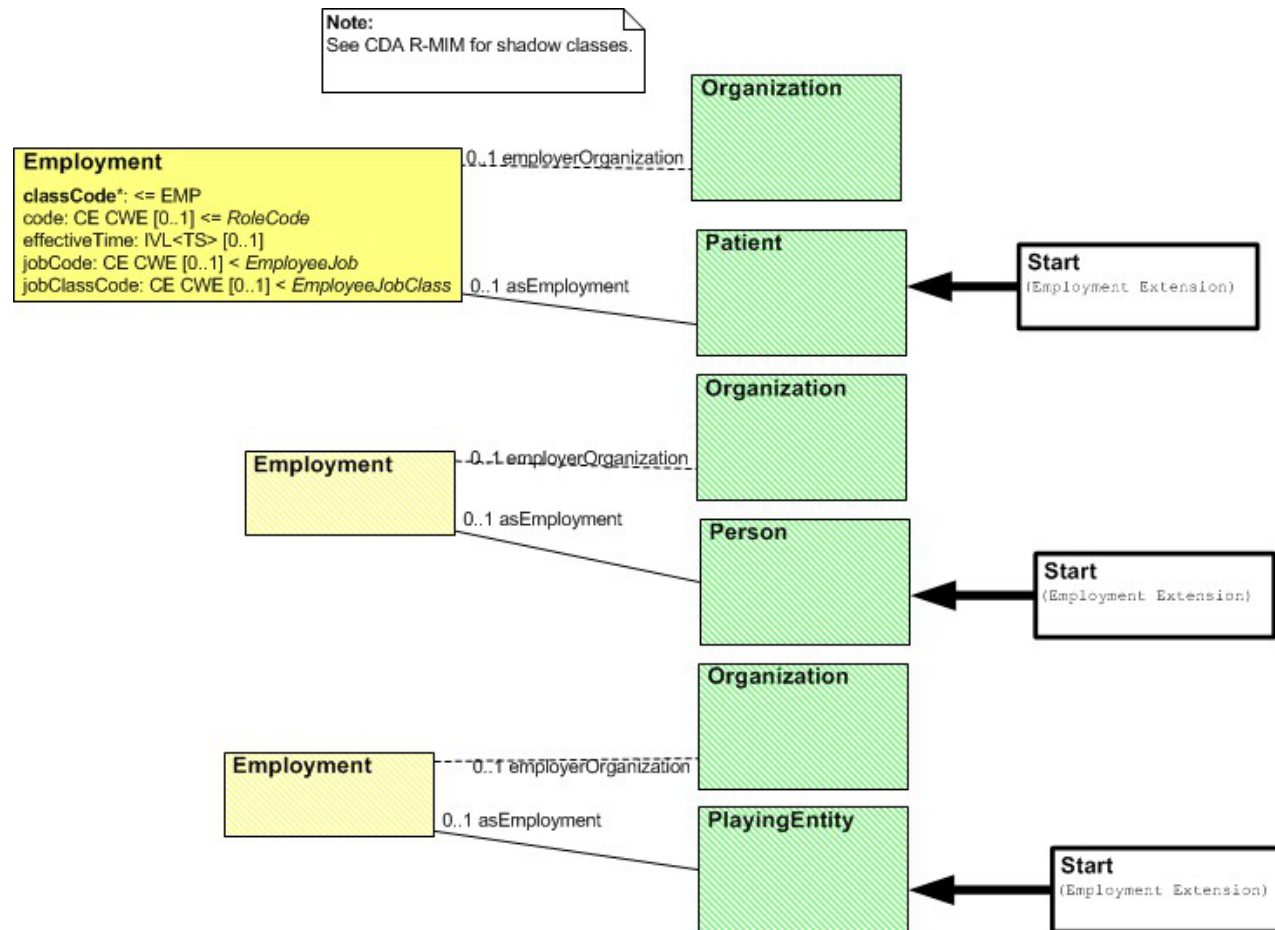 Note:
See CDA R-MIM for shadow classes.
Organization
Employment
classCode*: <= EMP
code: CE CWE [0..1] <= RoleCode
effectiveTime: IVL<TS> [0..1]
jobCode: CE CWE [0..1] < EmployeeJob
jobClassCode: CE CWE [0..1] < EmployeeJobClass
0..1 employerOrganization
Patient
0..1 asEmployment
Start
(Employment Extension)
Organization
Employment
0..1 employerOrganization
0..1 asEmployment
Person
Start
(Employment Extension)
Organization
Employment
0..1 employerOrganization
0..1 asEmployment
PlayingEntity
Start
(Employment Extension)